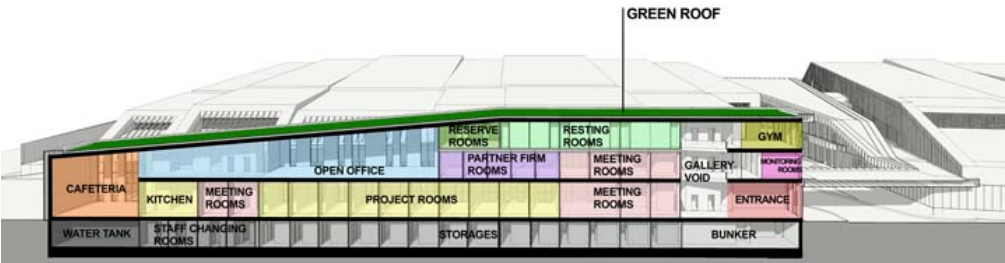 GREEN ROOF
RESERVE
ROOMS
RESTING
ROOMS
GYM
OPEN OFFICE
PARTNER FIRM
ROOMS
MEETING
ROOMS
GALLERY
VOID
MONITORING
ROOMS
CAFETERIA
KITCHEN
MEETING
ROOMS
PROJECT ROOMS
MEETING
ROOMS
ENTRANCE
WATER TANK
STAFF CHANGING
ROOMS
STORAGES
BUNKER